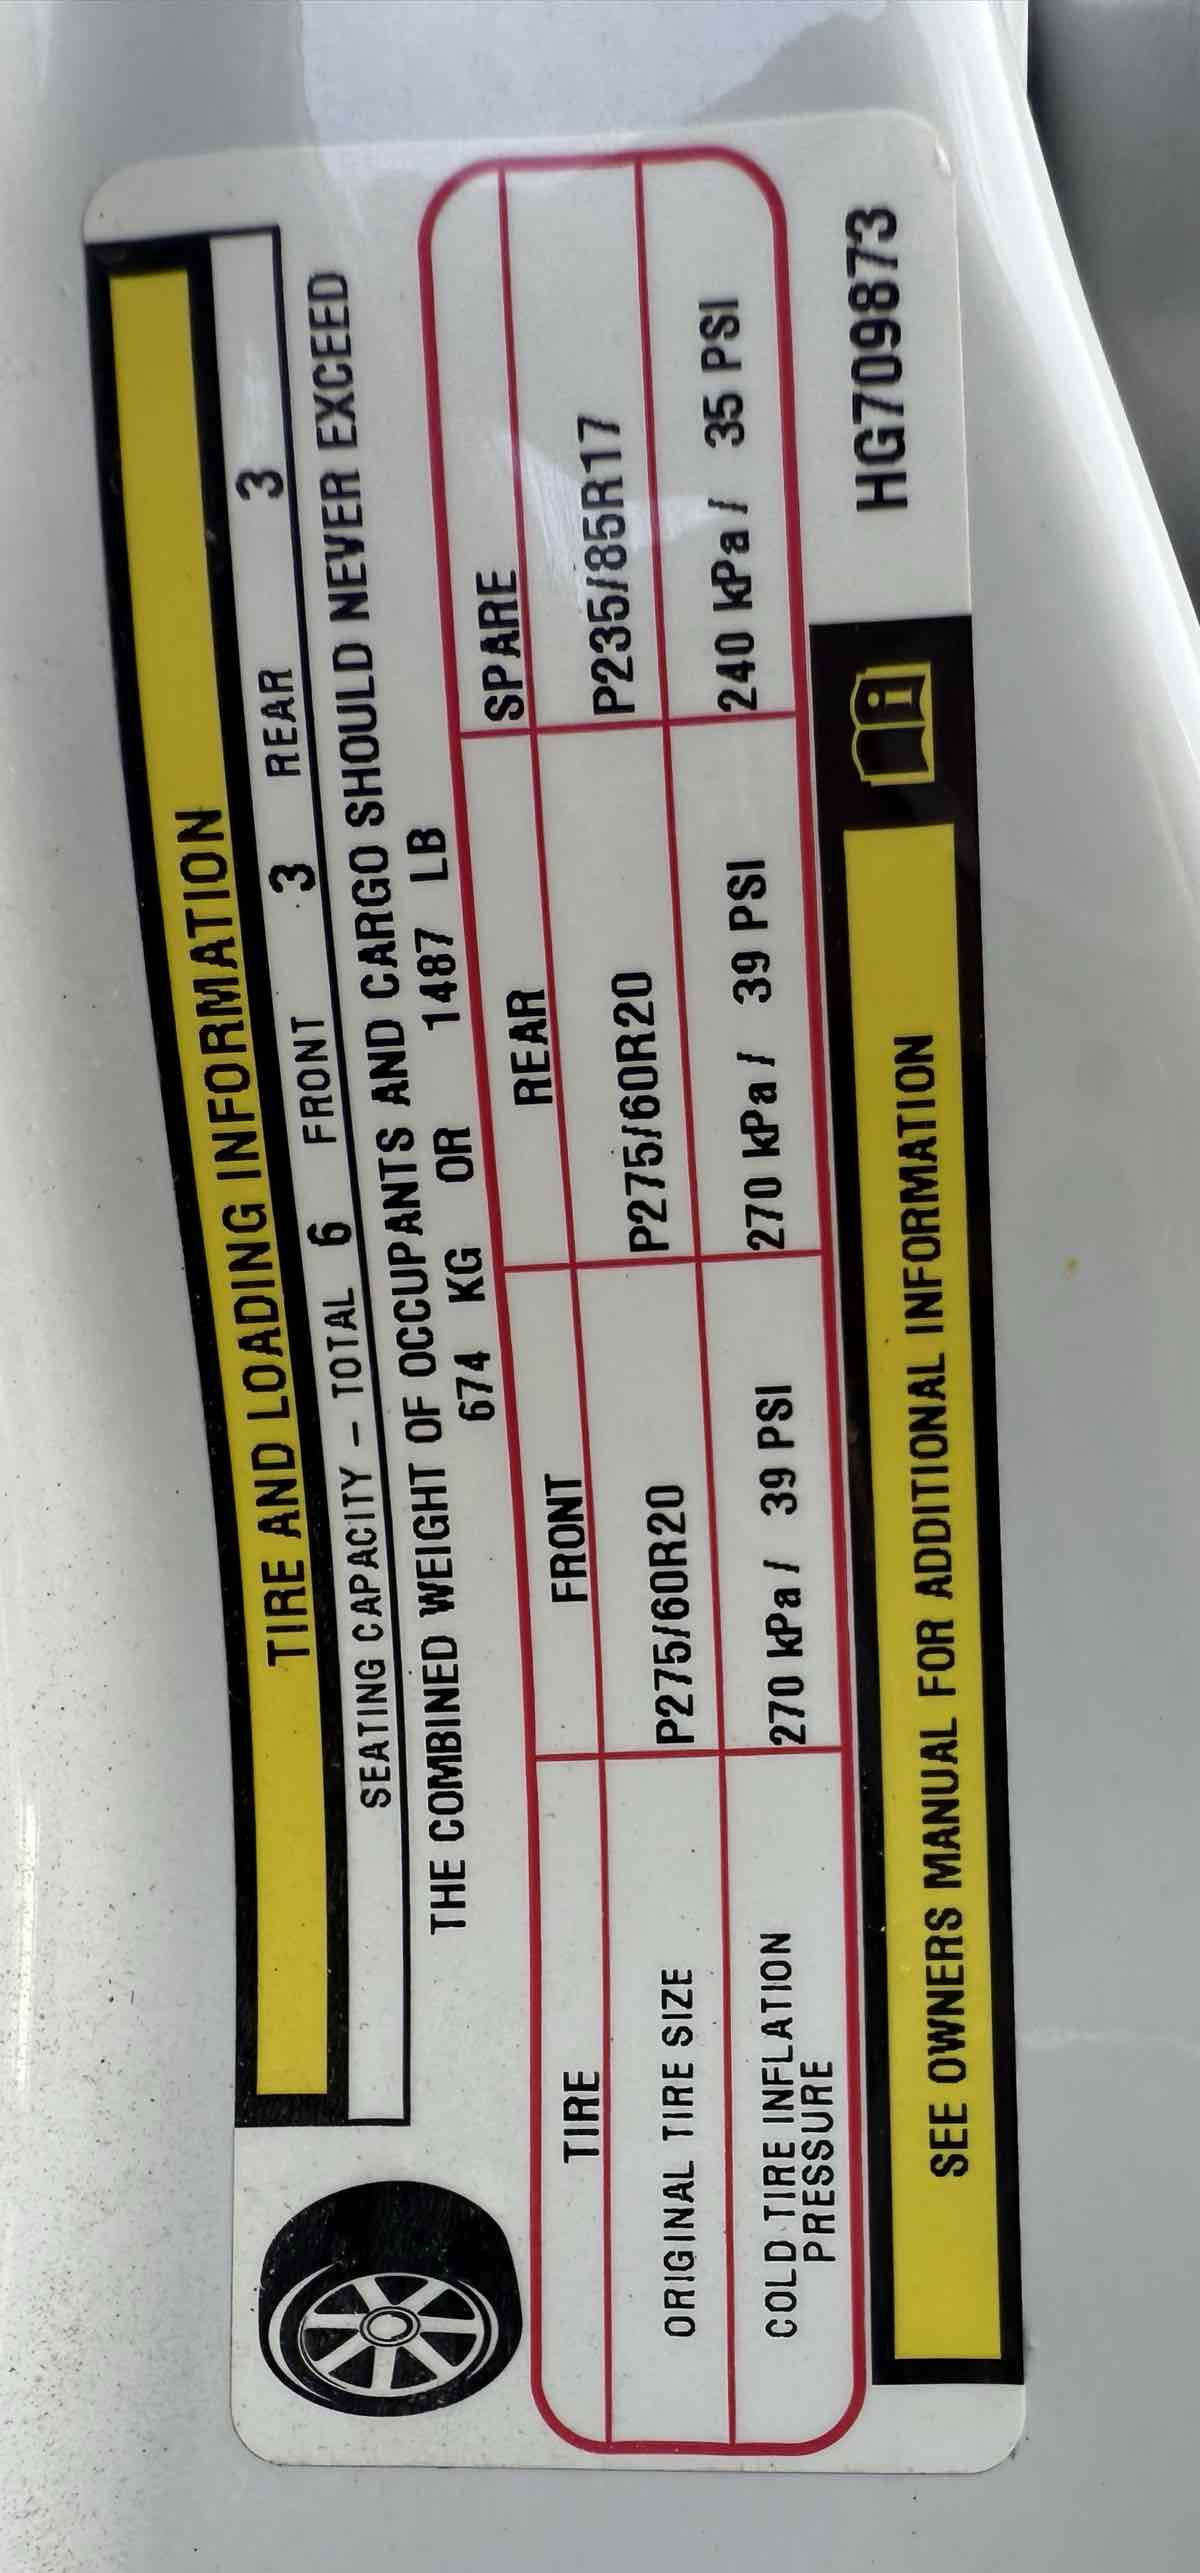 TIRE AND LOADING INFORMATION
SEATING CAPACITY – TOTAL 6 FRONT 3 REAR 3
THE COMBINED WEIGHT OF OCCUPANTS AND CARGO SHOULD NEVER EXCEED
674 KG OR 1487 LB
TIRE FRONT REAR SPARE
ORIGINAL TIRE SIZE P275/60R20 P275/60R20 P235/85R17
COLD TIRE INFLATION PRESSURE 270 kPa / 39 PSI 270 kPa / 39 PSI 240 kPa / 35 PSI
SEE OWNERS MANUAL FOR ADDITIONAL INFORMATION
HG709873